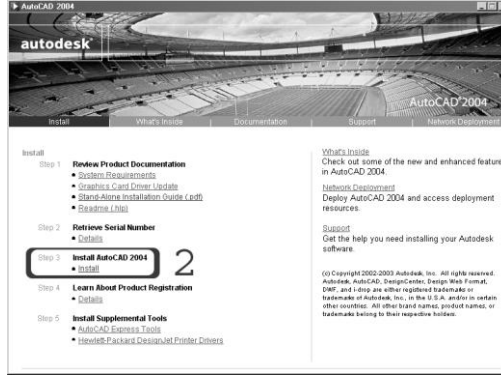 AutoCAD 2004
autodesk
AutoCAD 2004
Install What's Inside Documentation Support Network Deployment
Install
Step 1 Review Product Documentation
• System Requirements
• Graphics Card Driver Update
• Stand-Alone Installation Guide (.pdf)
• Readme (.hlp)
Step 2 Retrieve Serial Number
• Details
Step 3 Install AutoCAD 2004
• Install
2
Step 4 Learn About Product Registration
• Details
Step 5 Install Supplemental Tools
• AutoCAD Express Tools
• Hewlett-Packard DesignJet Printer Drivers
What's Inside
Check out some of the new and enhanced feature
in AutoCAD 2004.
Network Deployment
Deploy AutoCAD 2004 and access deployment
resources.
Support
Get the help you need installing your Autodesk
software.
(c) Copyright 2002-2003 Autodesk, Inc. All rights reserved.
Autodesk, AutoCAD, DesignCenter, Design Web Format,
DWF, and i-drop are either registered trademarks or
trademarks of Autodesk, Inc., in the U.S.A. and/or in certain
other countries. All other brand names, product names, or
trademarks belong to their respective holders.